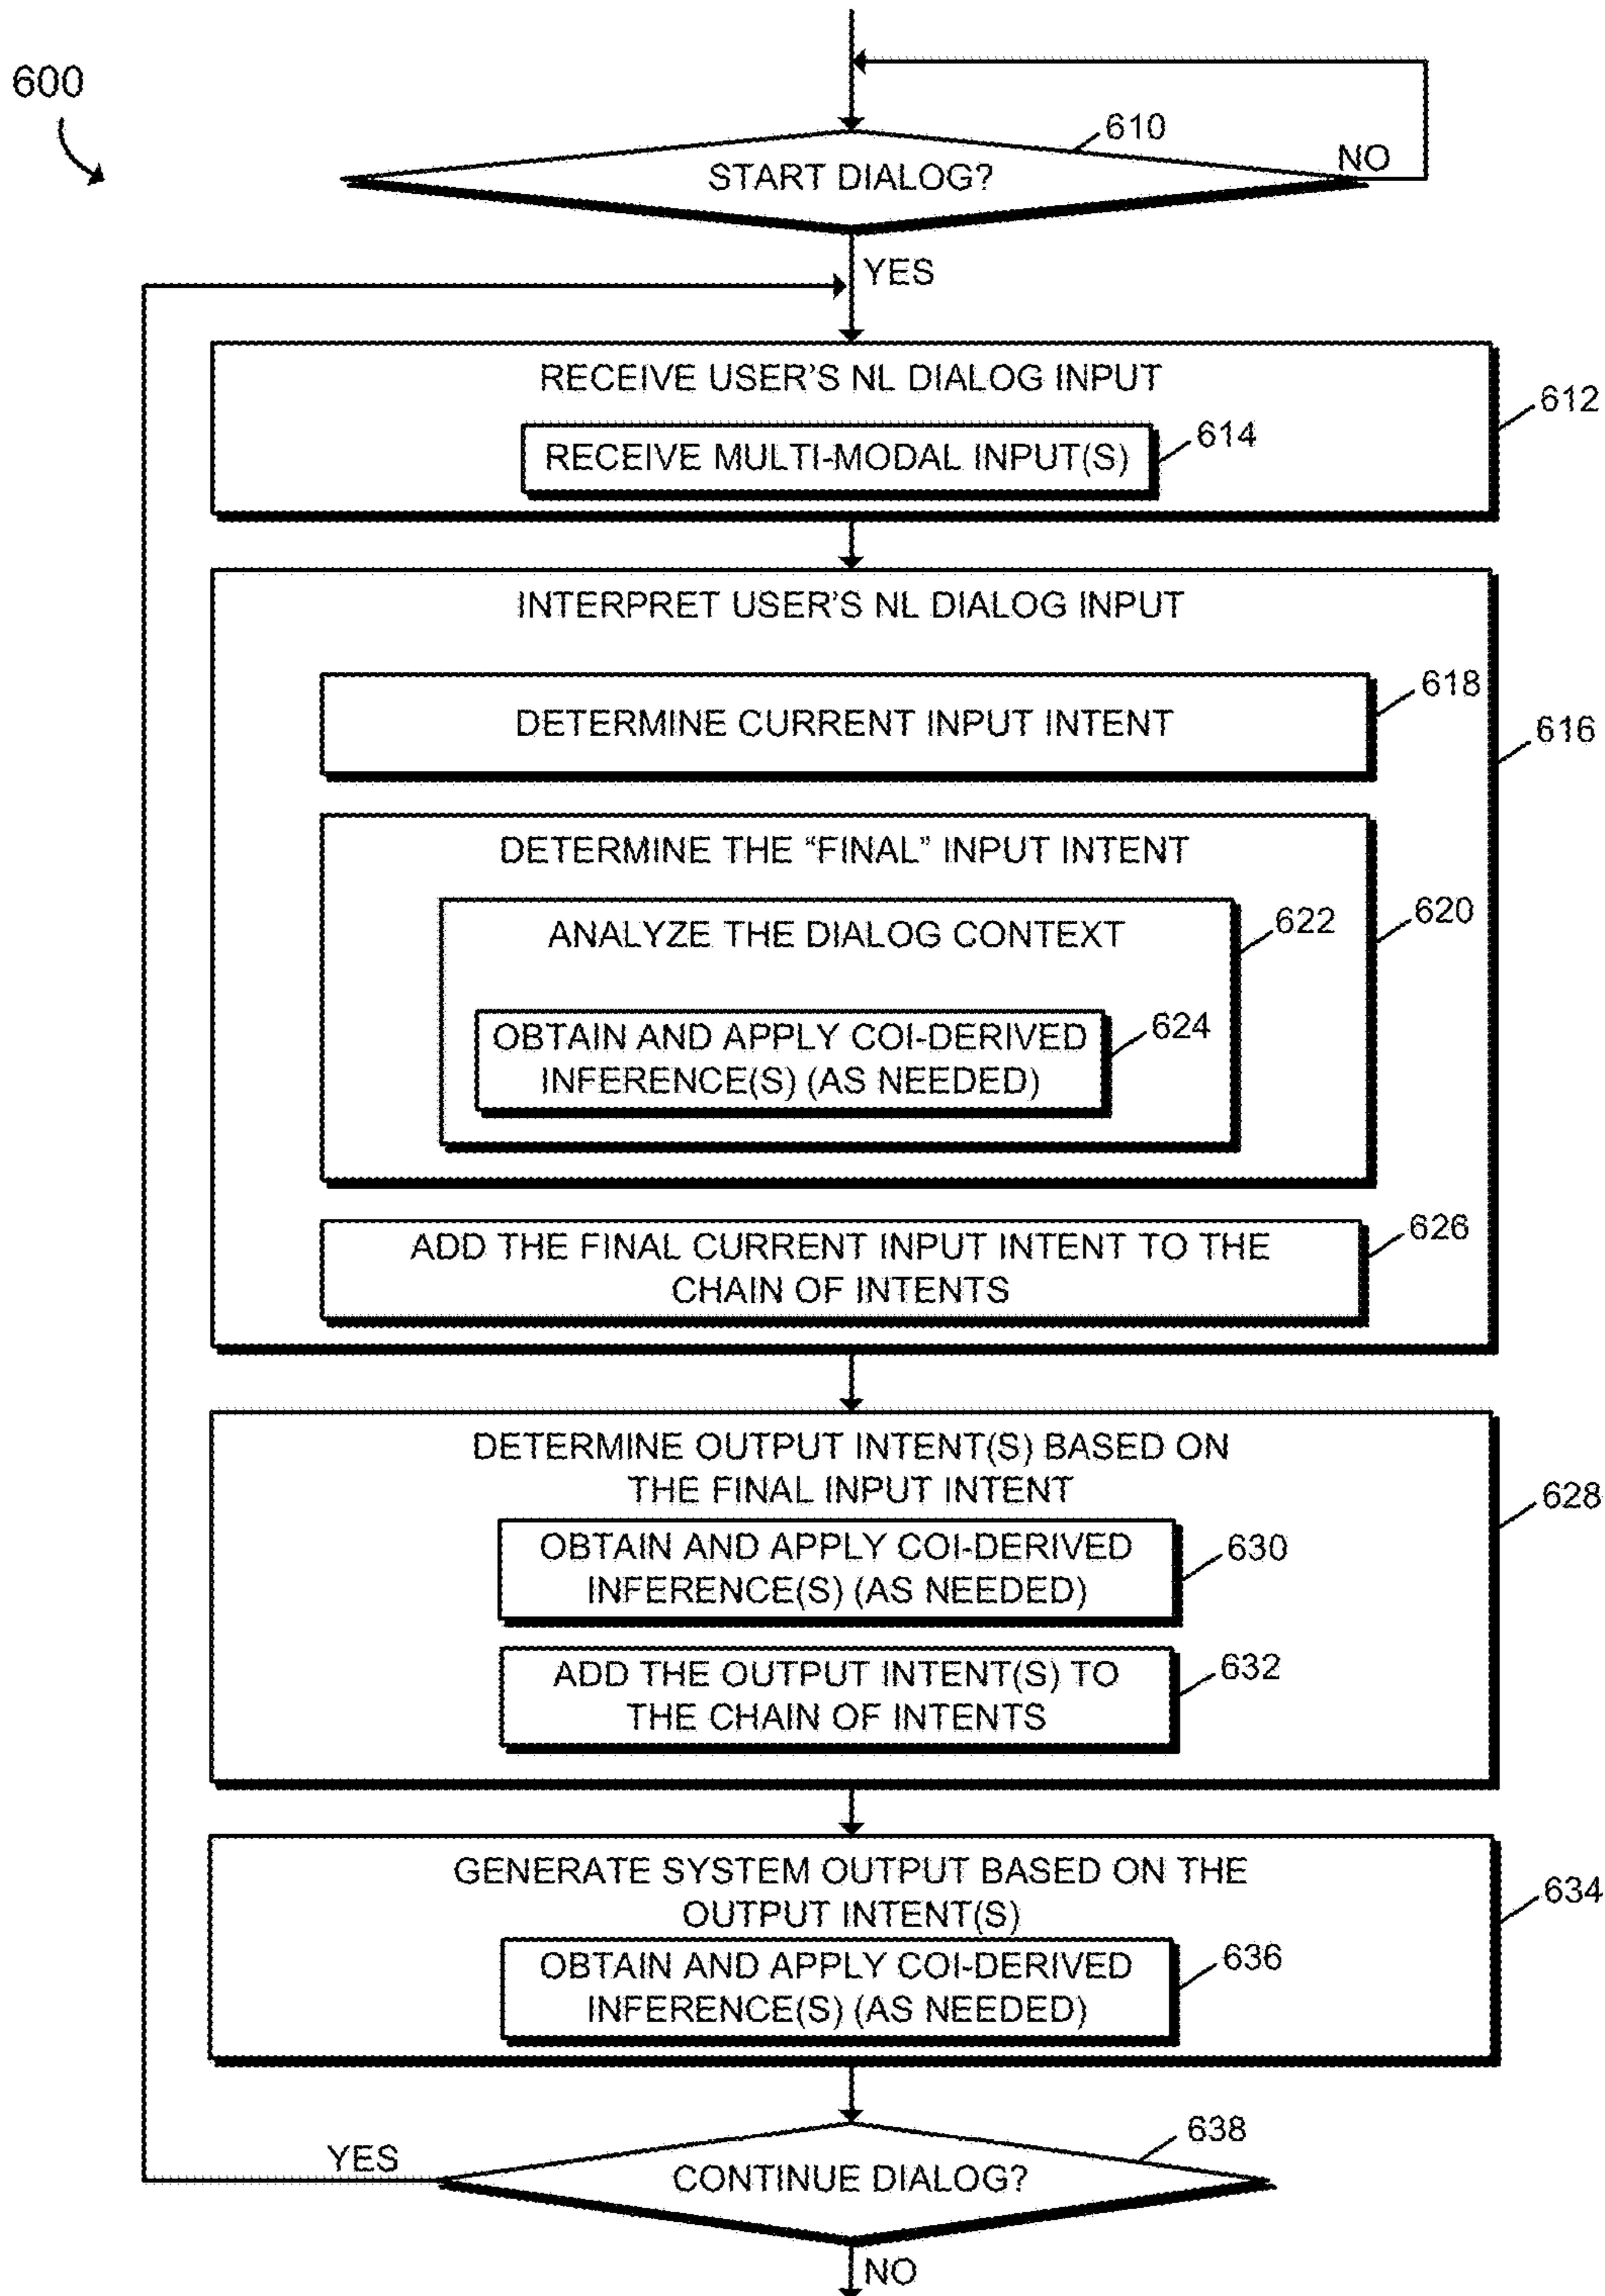 600
610
START DIALOG?
NO
YES
RECEIVE USER'S NL DIALOG INPUT
612
RECEIVE MULTI-MODAL INPUT(S)
614
INTERPRET USER'S NL DIALOG INPUT
616
DETERMINE CURRENT INPUT INTENT
618
DETERMINE THE “FINAL” INPUT INTENT
620
ANALYZE THE DIALOG CONTEXT
622
OBTAIN AND APPLY COI-DERIVED
INFERENCE(S) (AS NEEDED)
624
ADD THE FINAL CURRENT INPUT INTENT TO THE
CHAIN OF INTENTS
626
DETERMINE OUTPUT INTENT(S) BASED ON
THE FINAL INPUT INTENT
628
OBTAIN AND APPLY COI-DERIVED
INFERENCE(S) (AS NEEDED)
630
ADD THE OUTPUT INTENT(S) TO
THE CHAIN OF INTENTS
632
GENERATE SYSTEM OUTPUT BASED ON THE
OUTPUT INTENT(S)
634
OBTAIN AND APPLY COI-DERIVED
INFERENCE(S) (AS NEEDED)
636
638
YES
CONTINUE DIALOG?
NO